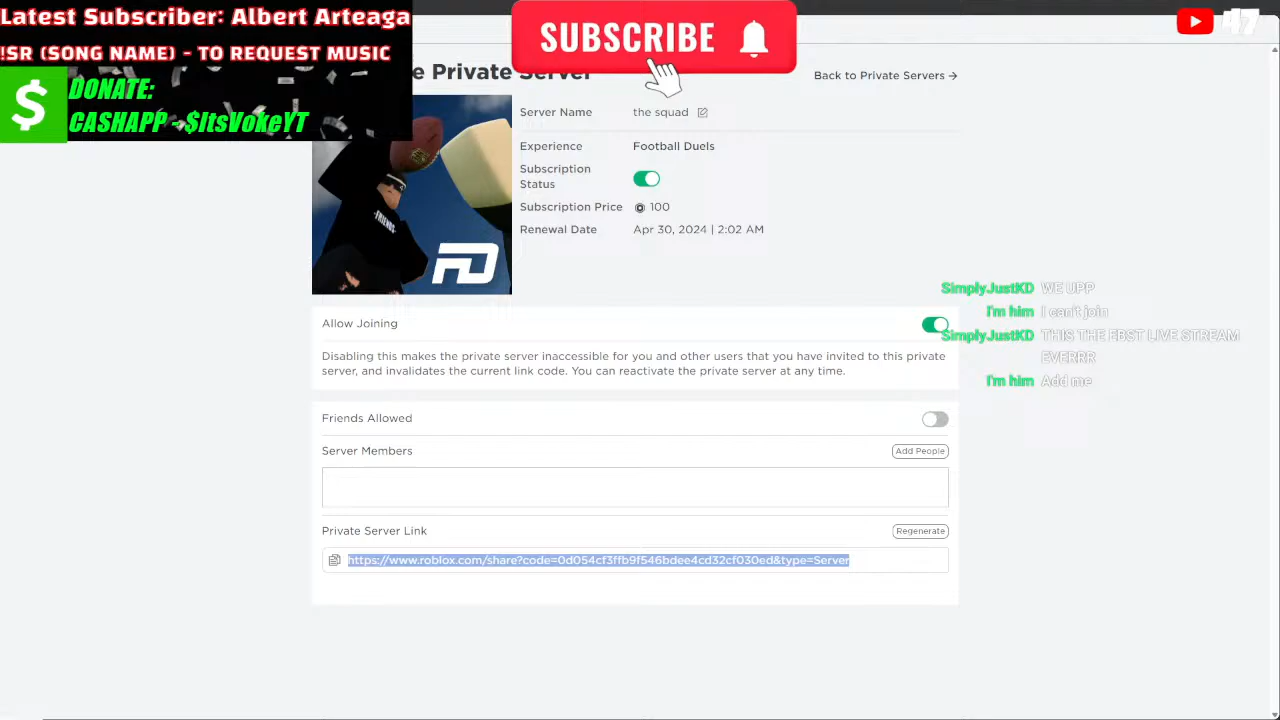 Latest Subscriber: Albert Arteaga
!SR (SONG NAME) - TO REQUEST MUSIC
DONATE:
CASHAPP - $ItsVokeYT
SUBSCRIBE
47
e Private Server
Back to Private Servers →
Server Name the squad
Experience Football Duels
Subscription
Status
Subscription Price 100
Renewal Date Apr 30, 2024 | 2:02 AM
FRIENDS
FD
SimplyJustKD WE UPP
I'm him I can't join
SimplyJustKD THIS THE EBST LIVE STREAM
EVERRR
I'm him Add me
Allow Joining
Disabling this makes the private server inaccessible for you and other users that you have invited to this private
server, and invalidates the current link code. You can reactivate the private server at any time.
Friends Allowed
Server Members Add People
Private Server Link Regenerate
https://www.roblox.com/share?code=0d054cf3ffb9f546bdee4cd32cf030ed&type=Server